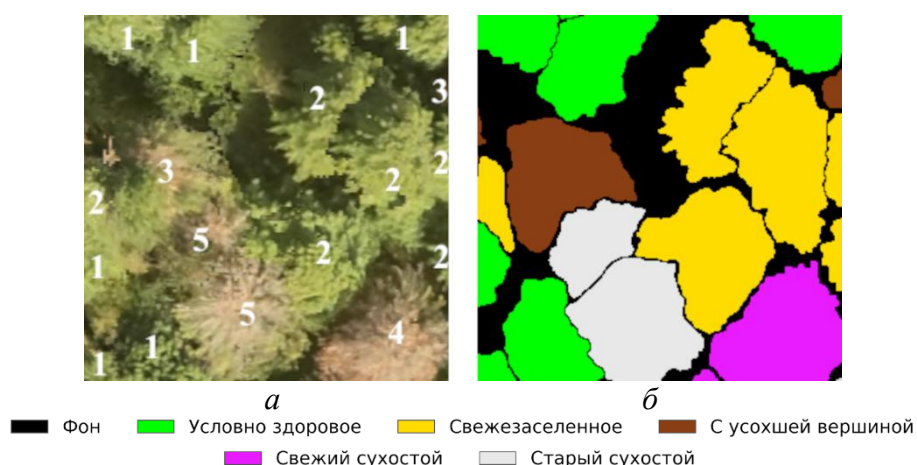 1 1 1
2 3
3 2 2
2
5 2 2
1
5 4
1 1
а б
Фон Условно здоровое Свежезаселенное С усохшей вершиной
Свежий сухостой Старый сухостой